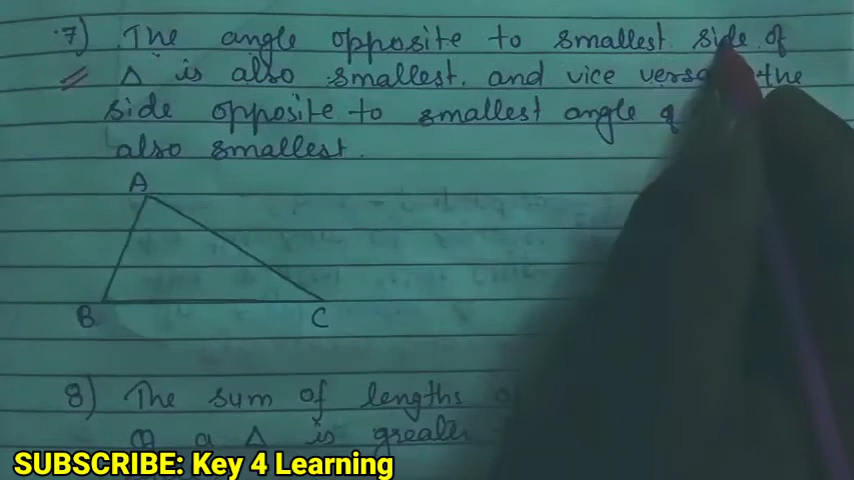 7) The angle opposite to smallest side of
Δ is also smallest. and vice versa the
side opposite to smallest angle
also smallest.
A
B
C
8) The sum of lengths
a Δ is greater
SUBSCRIBE: Key 4 Learning